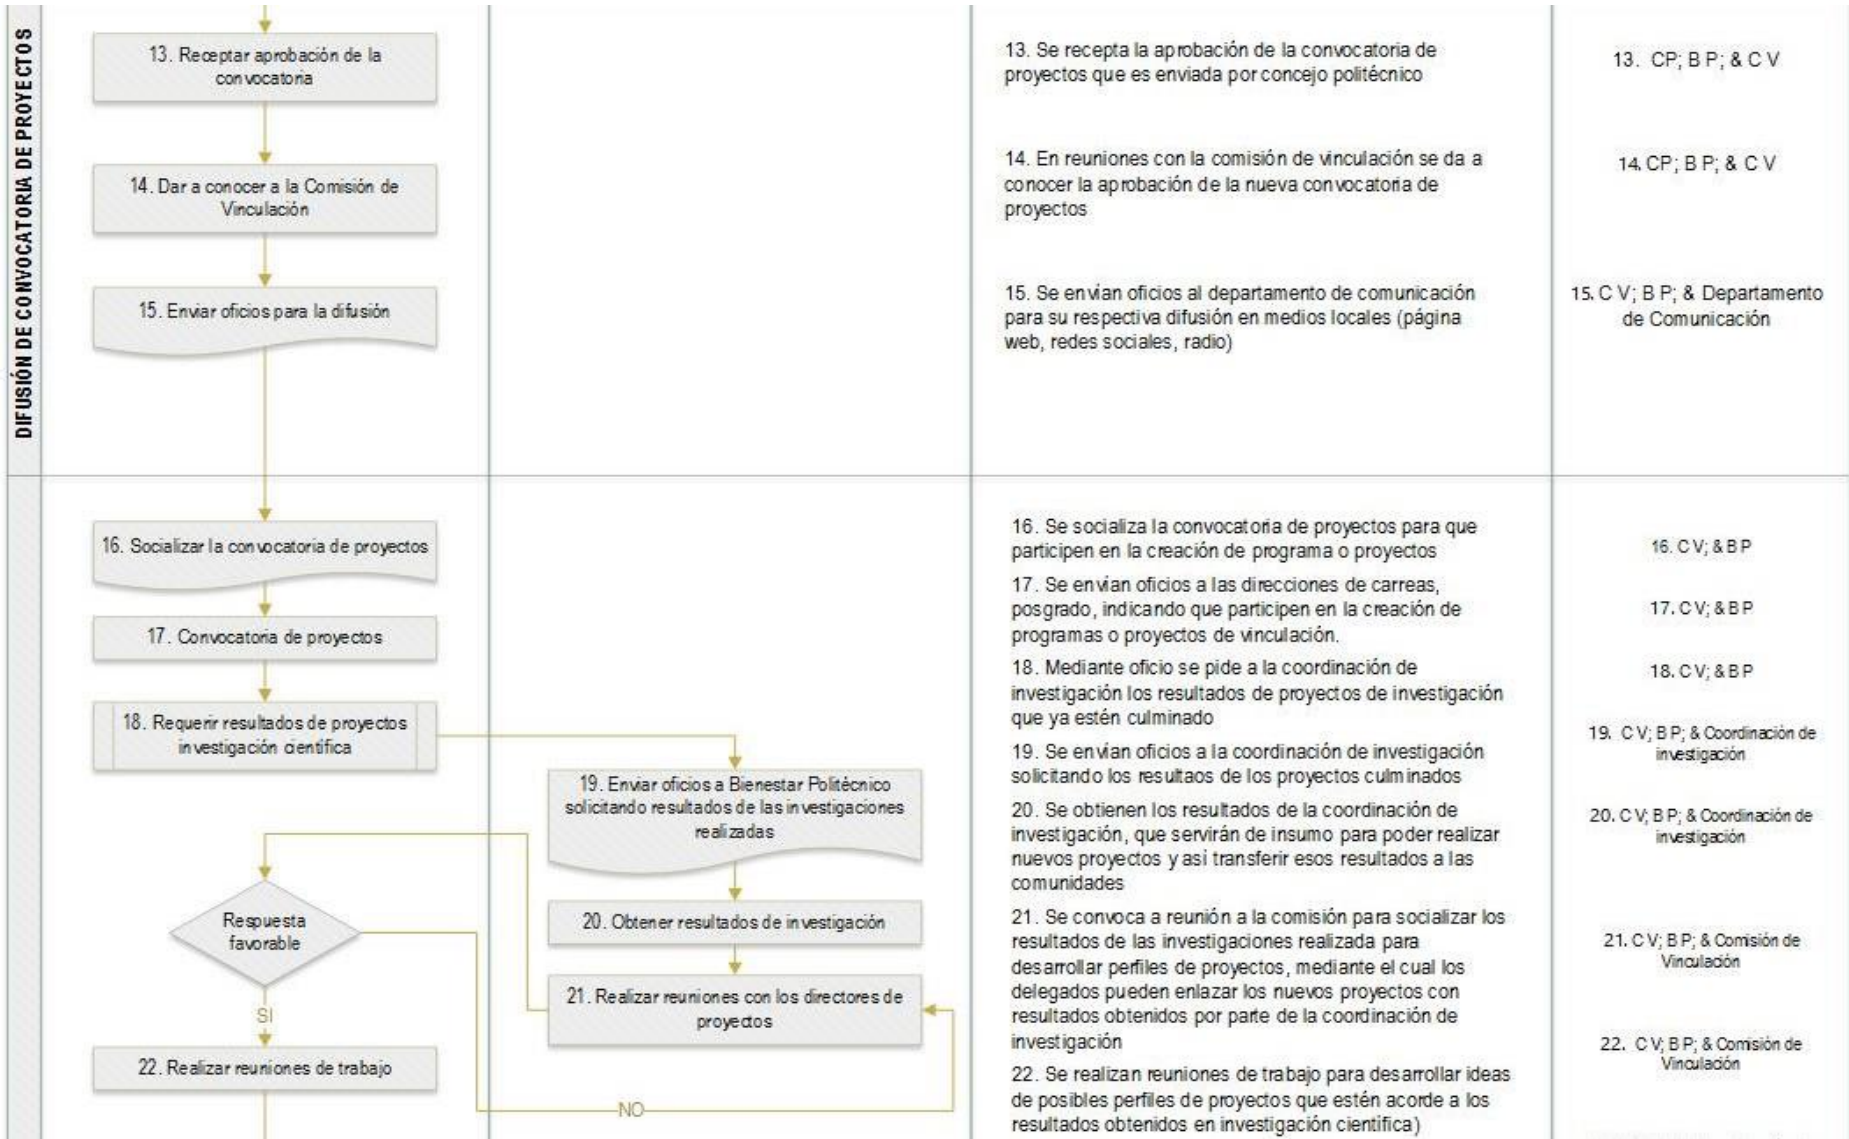 DIFUSIÓN DE CONVOCATORIA DE PROYECTOS
13. Receptar aprobación de la
convocatoria
13. Se recepta la aprobación de la convocatoria de
proyectos que es enviada por concejo politécnico
13. CP; B P; & C V
14. Dar a conocer a la Comisión de
Vinculación
14. En reuniones con la comisión de vinculación se da a
conocer la aprobación de la nueva convocatoria de
proyectos
14. CP; B P; & C V
15. Enviar oficios para la difusión
15. Se envían oficios al departamento de comunicación
para su respectiva difusión en medios locales (página
web, redes sociales, radio)
15. C V; B P; & Departamento
de Comunicación
16. Socializar la convocatoria de proyectos
17. Convocatoria de proyectos
18. Requerir resultados de proyectos
investigación científica
19. Enviar oficios a Bienestar Politécnico
solicitando resultados de las investigaciones
realizadas
20. Obtener resultados de investigación
21. Realizar reuniones con los directores de
proyectos
Respuesta
favorable
SI
NO
22. Realizar reuniones de trabajo
16. Se socializa la convocatoria de proyectos para que
participen en la creación de programa o proyectos
17. Se envían oficios a las direcciones de carreas,
posgrado, indicando que participen en la creación de
programas o proyectos de vinculación.
18. Mediante oficio se pide a la coordinación de
investigación los resultados de proyectos de investigación
que ya estén culminado
19. Se envían oficios a la coordinación de investigación
solicitando los resultaos de los proyectos culminados
20. Se obtienen los resultados de la coordinación de
investigación, que servirán de insumo para poder realizar
nuevos proyectos y así transferir esos resultados a las
comunidades
21. Se convoca a reunión a la comisión para socializar los
resultados de las investigaciones realizada para
desarrollar perfiles de proyectos, mediante el cual los
delegados pueden enlazar los nuevos proyectos con
resultados obtenidos por parte de la coordinación de
investigación
22. Se realizan reuniones de trabajo para desarrollar ideas
de posibles perfiles de proyectos que estén acorde a los
resultados obtenidos en investigación científica)
16. C V; & B P
17. C V; & B P
18. C V; & B P
19. C V; B P; & Coordinación de
investigación
20. C V; B P; & Coordinación de
investigación
21. C V; B P; & Comisión de
Vinculación
22. C V; B P; & Comisión de
Vinculación